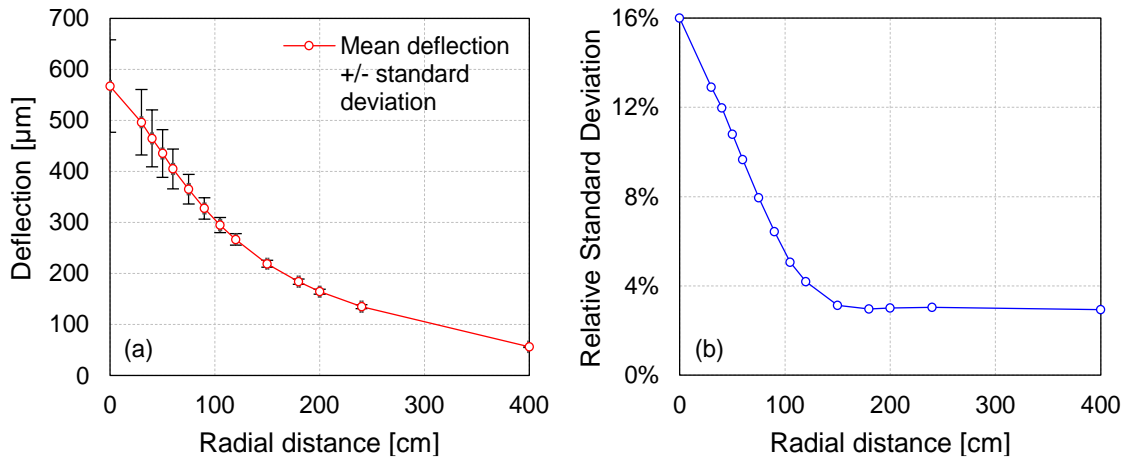 700
600
500
400
300
200
100
0
Deflection [µm]
Mean deflection
+/- standard
deviation
(a)
0 100 200 300 400
Radial distance [cm]
16%
12%
8%
4%
0%
Relative Standard Deviation
(b)
0 100 200 300 400
Radial distance [cm]